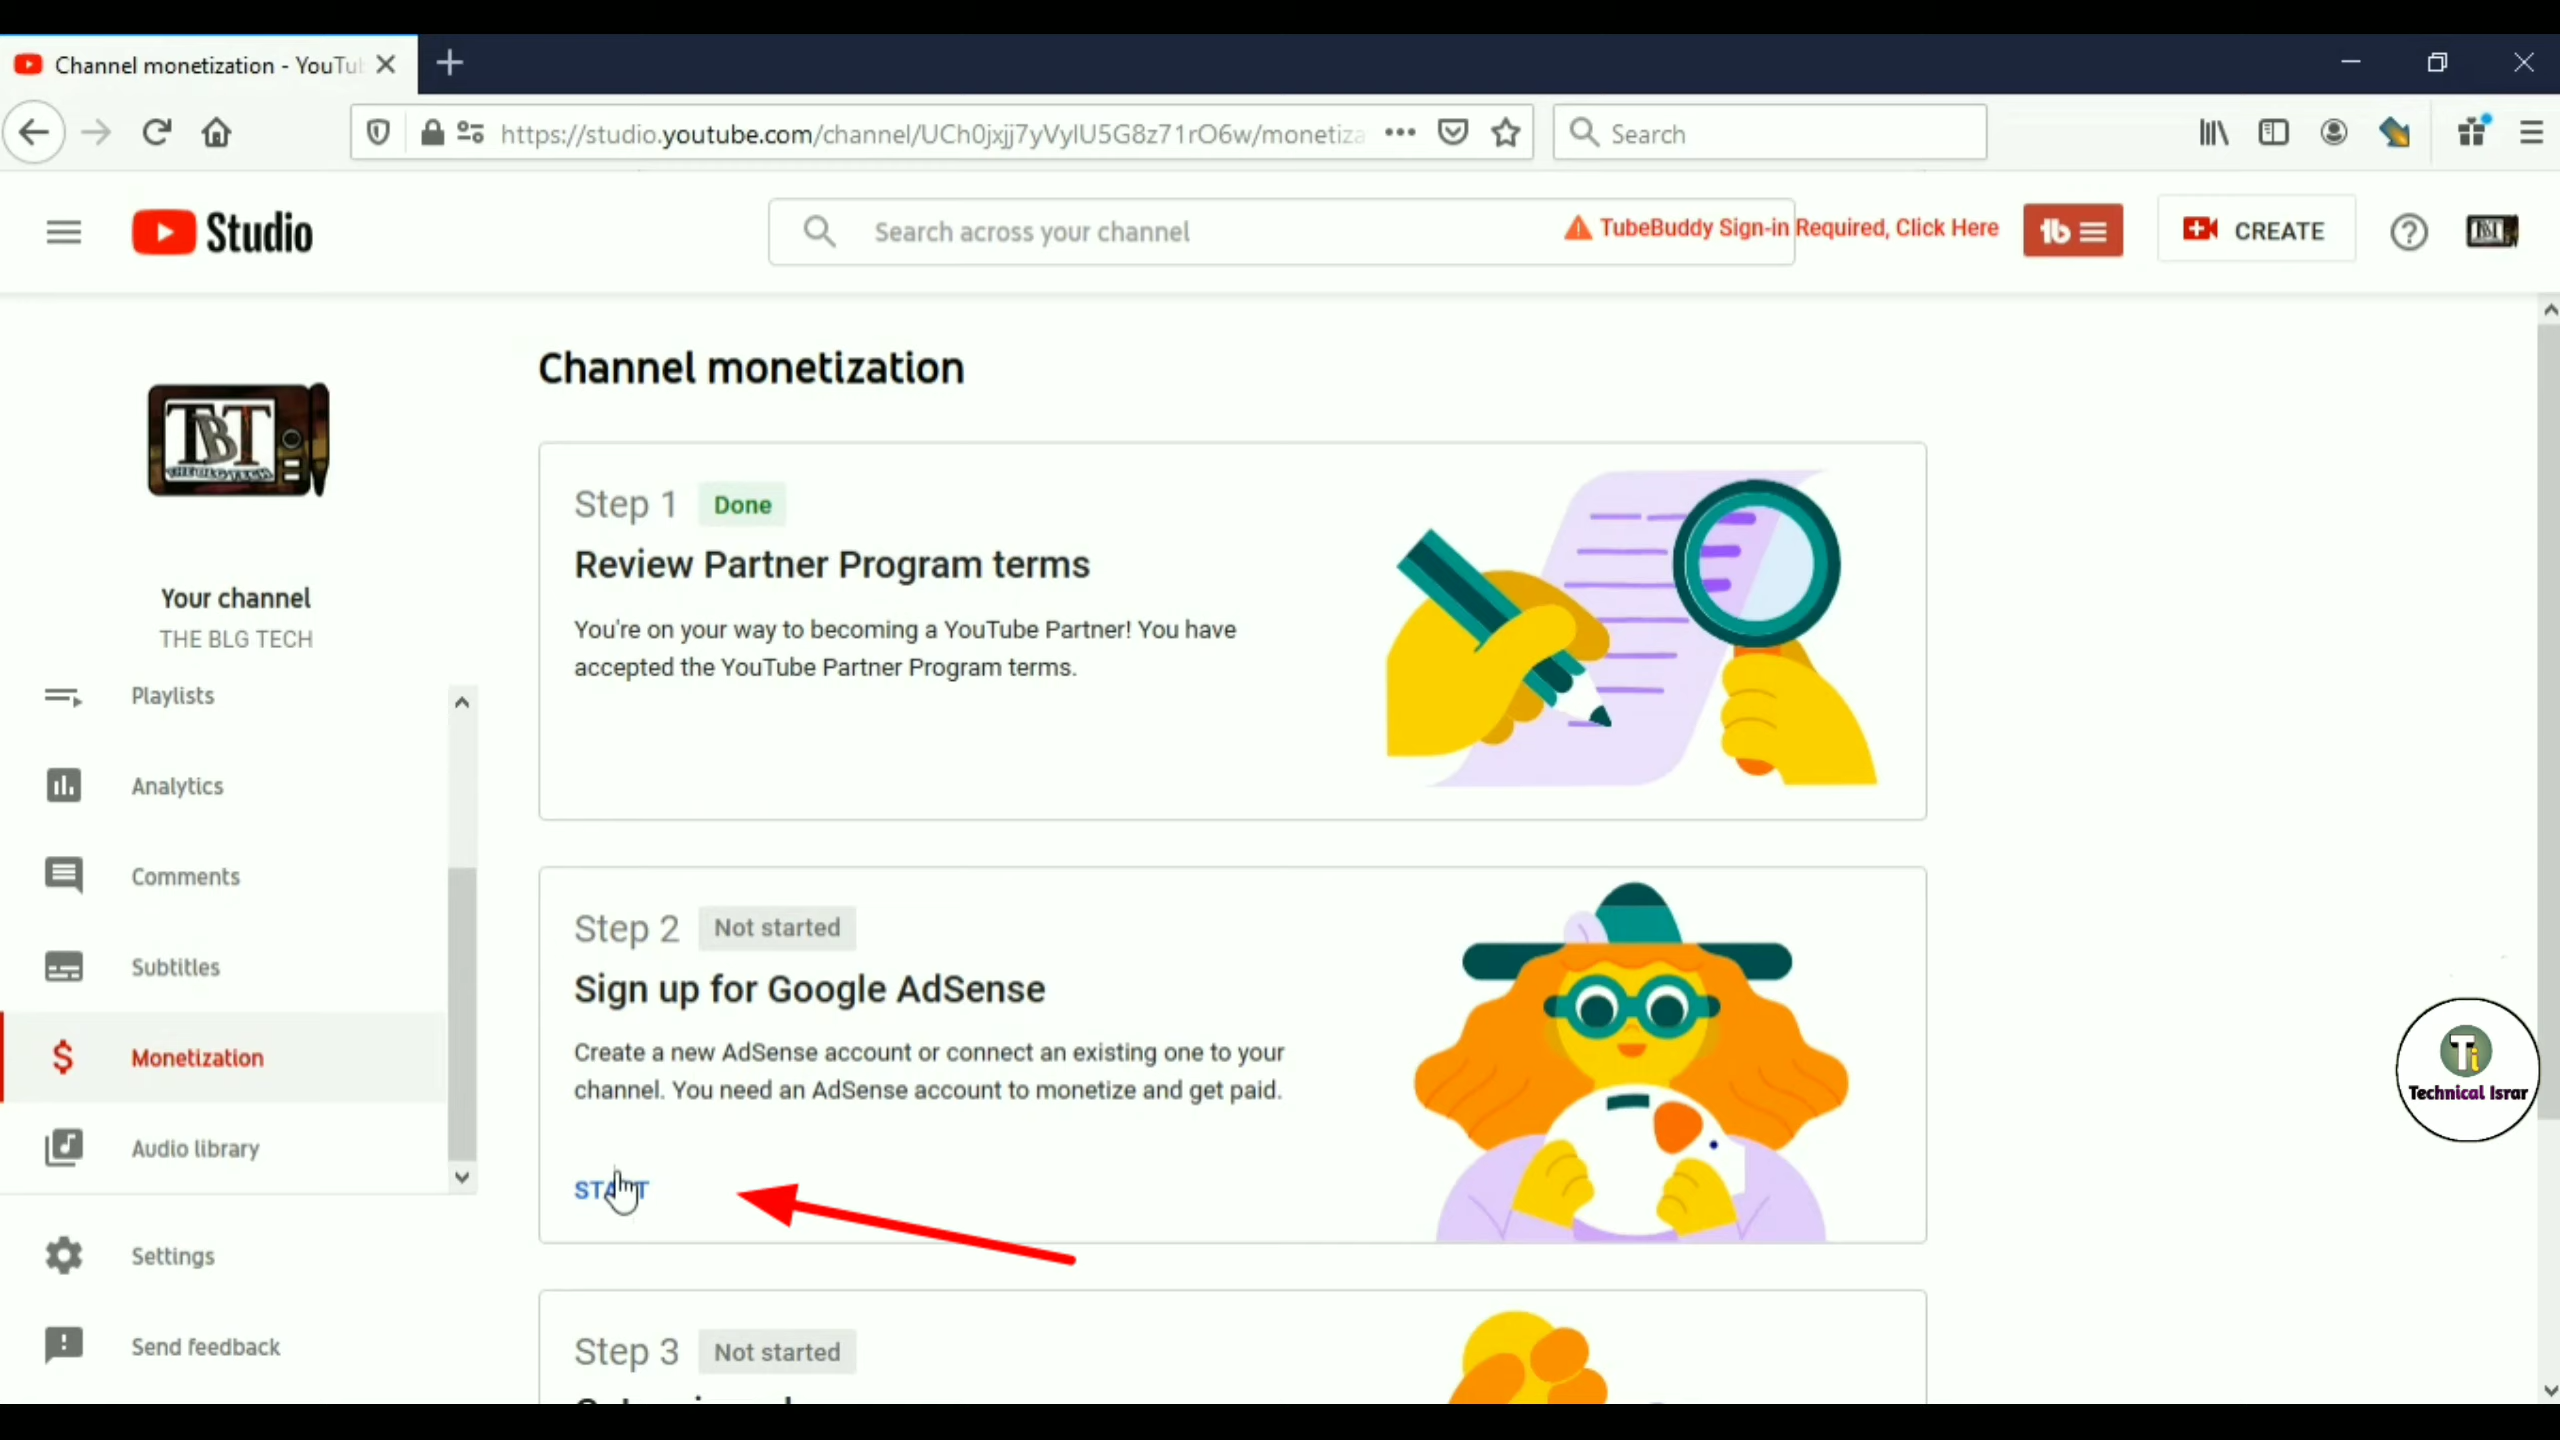 Channel monetization - YouTu
https://studio.youtube.com/channel/UCh0jxjj7yVylU5G8z71rO6w/monetiza
Search
Studio
Search across your channel
TubeBuddy Sign-in Required, Click Here
CREATE
TBT
Your channel
THE BLG TECH
Playlists
Analytics
Comments
Subtitles
Monetization
Audio library
Settings
Send feedback
Channel monetization
Step 1 Done
Review Partner Program terms
You're on your way to becoming a YouTube Partner! You have
accepted the YouTube Partner Program terms.
Step 2 Not started
Sign up for Google AdSense
Create a new AdSense account or connect an existing one to your
channel. You need an AdSense account to monetize and get paid.
START
Step 3 Not started
Ti
Technical Israr